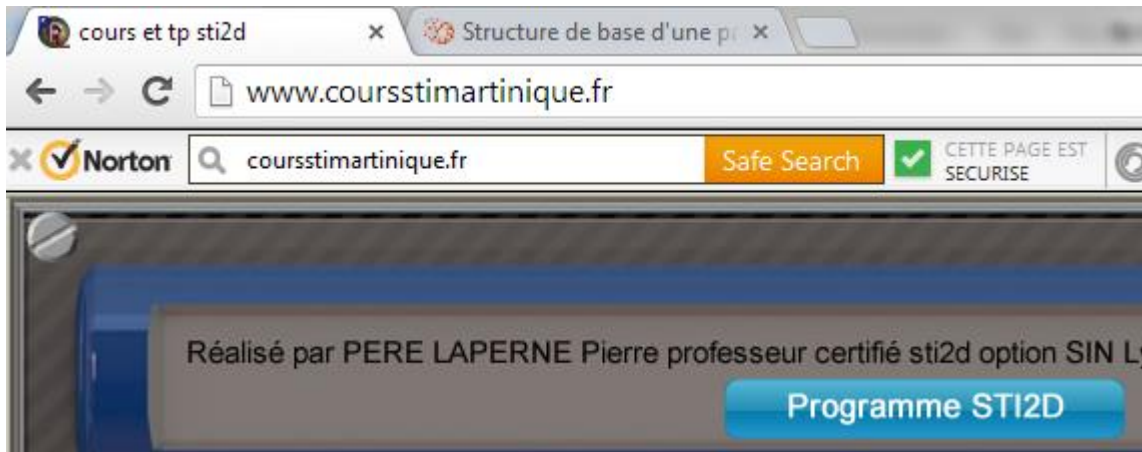 cours et tp sti2d
Structure de base d'une p
www.coursstimartinique.fr
Norton
coursstimartinique.fr
Safe Search
CETTE PAGE EST
SECURISE
Réalisé par PERE LAPERNE Pierre professeur certifié sti2d option SIN L
Programme STI2D